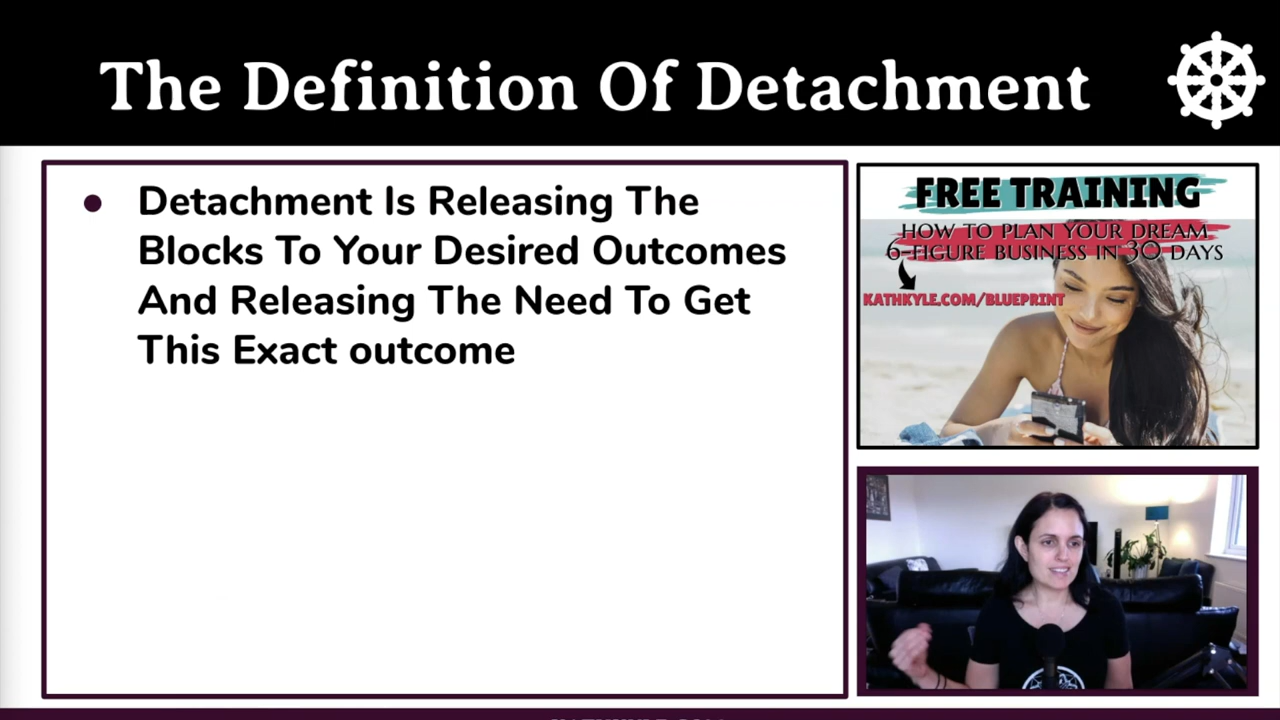 The Definition Of Detachment
Detachment Is Releasing The
Blocks To Your Desired Outcomes
And Releasing The Need To Get
This Exact outcome
FREE TRAINING
HOW TO PLAN YOUR DREAM
6-FIGURE BUSINESS IN 30 DAYS
KATHKYLE.COM/BLUEPRINT